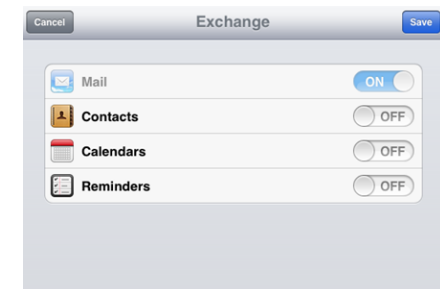 Cancel Exchange Save
Mail ON
Contacts OFF
Calendars OFF
Reminders OFF